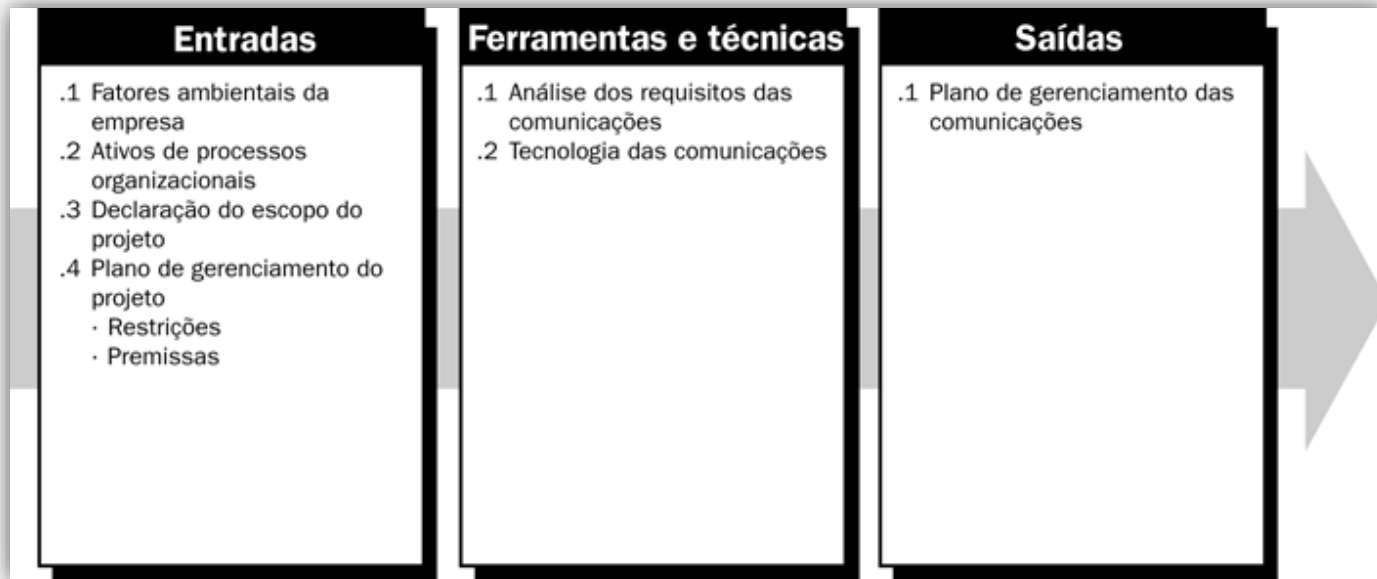 Entradas
.1 Fatores ambientais da
empresa
.2 Ativos de processos
organizacionais
.3 Declaração do escopo do
projeto
.4 Plano de gerenciamento do
projeto
· Restrições
· Premissas
Ferramentas e técnicas
.1 Análise dos requisitos das
comunicações
.2 Tecnologia das comunicações
Saídas
.1 Plano de gerenciamento das
comunicações